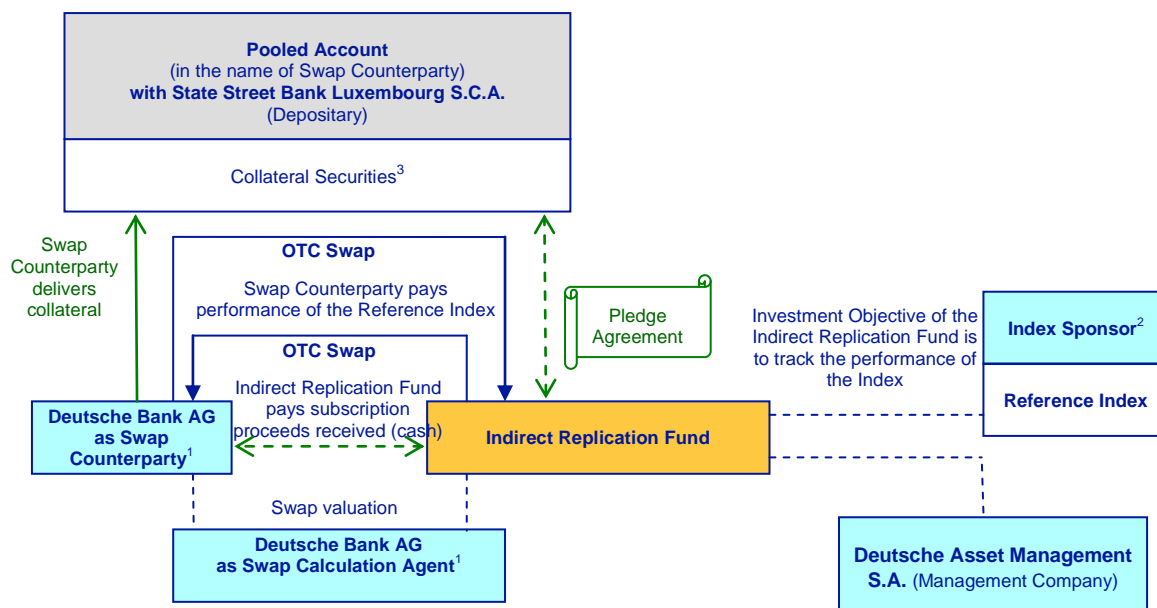 Pooled Account
(in the name of Swap Counterparty)
with State Street Bank Luxembourg S.C.A.
(Depositary)
Collateral Securities³
Swap
Counterparty
delivers
collateral
OTC Swap
Swap Counterparty pays
performance of the Reference Index
OTC Swap
Indirect Replication Fund
pays subscription
proceeds received (cash)
Pledge
Agreement
Investment Objective of the
Indirect Replication Fund is
to track the performance of
the Index
Index Sponsor²
Reference Index
Deutsche Bank AG
as Swap
Counterparty¹
Indirect Replication Fund
Swap valuation
Deutsche Bank AG
as Swap Calculation Agent¹
Deutsche Asset Management
S.A. (Management Company)